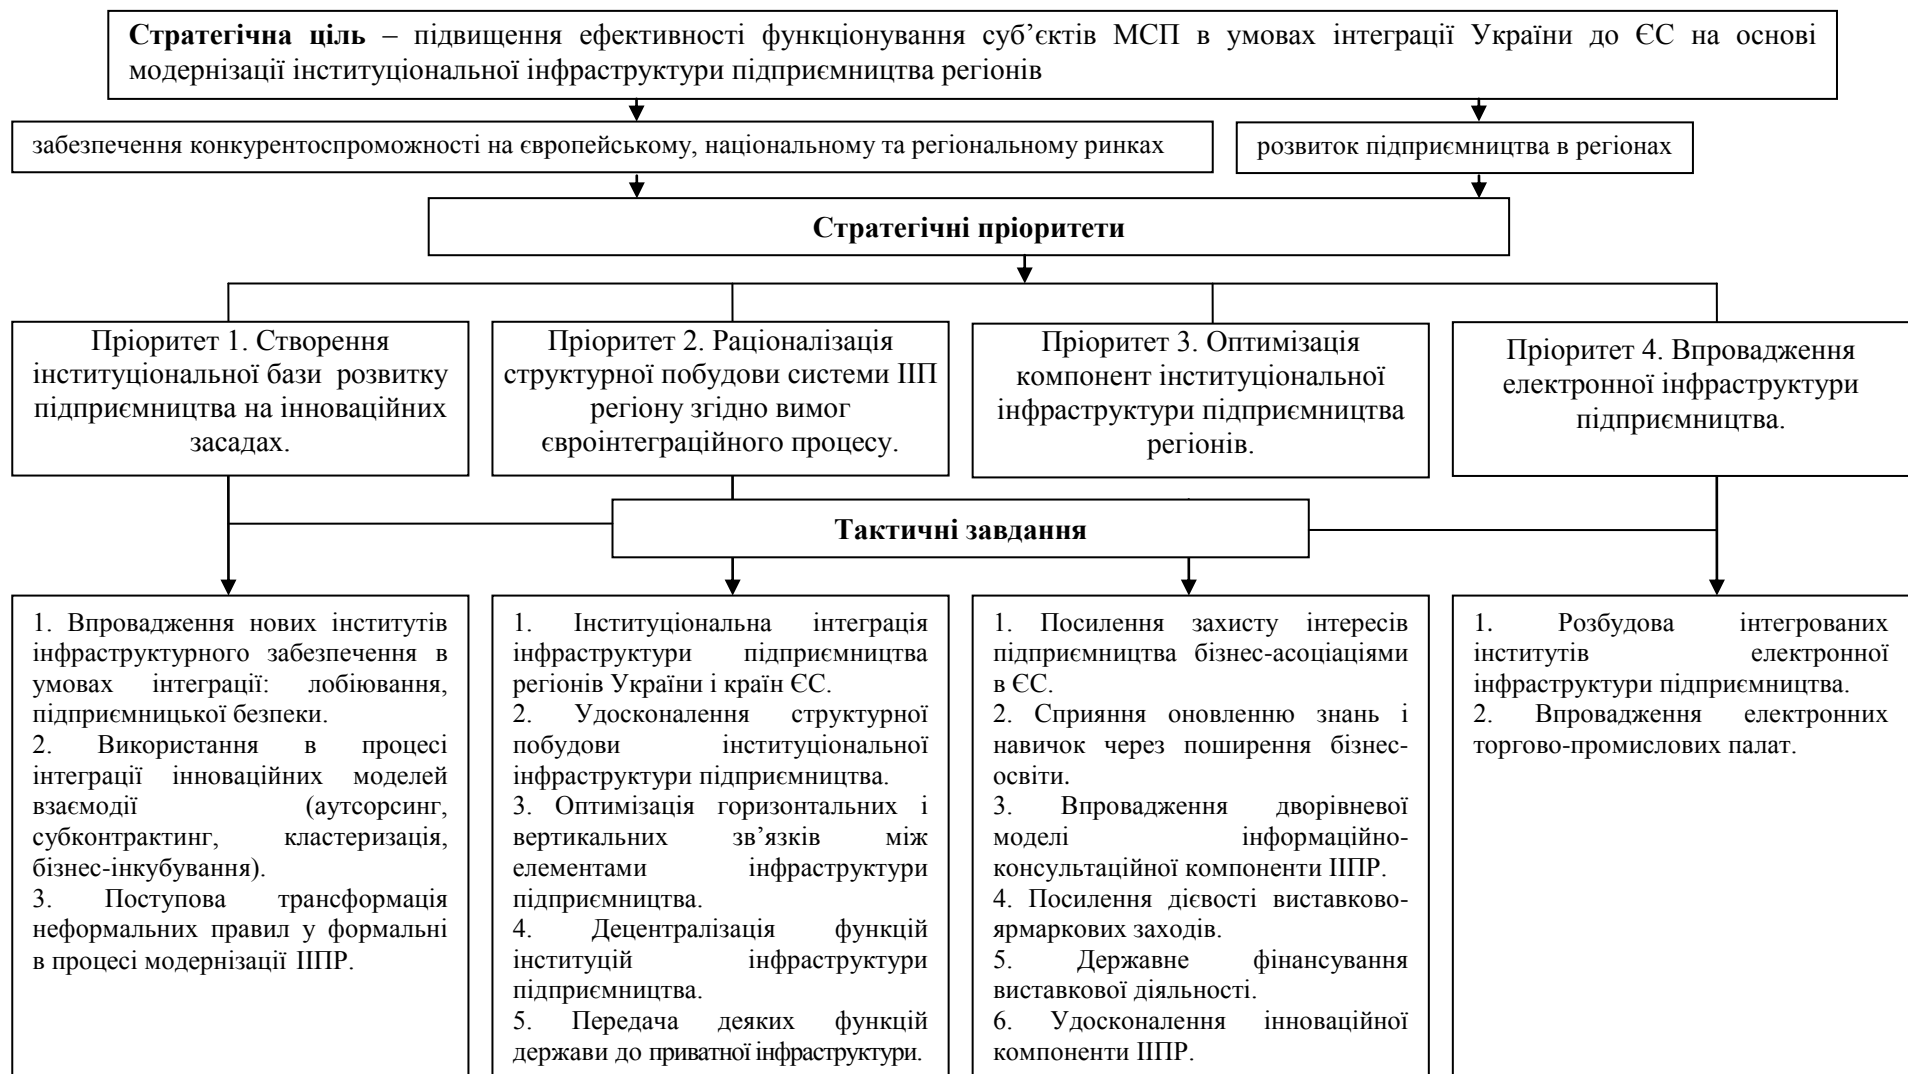 Стратегічна ціль – підвищення ефективності функціонування суб’єктів МСП в умовах інтеграції України до ЄС на основі
модернізації інституціональної інфраструктури підприємництва регіонів
забезпечення конкурентоспроможності на європейському, національному та регіональному ринках
розвиток підприємництва в регіонах
Стратегічні пріоритети
Пріоритет 1. Створення
інституціональної бази розвитку
підприємництва на інноваційних
засадах.
Пріоритет 2. Раціоналізація
структурної побудови системи ІІП
регіону згідно вимог
євроінтеграційного процесу.
Пріоритет 3. Оптимізація
компонент інституціональної
інфраструктури підприємництва
регіонів.
Пріоритет 4. Впровадження
електронної інфраструктури
підприємництва.
Тактичні завдання
1. Впровадження нових інститутів
інфраструктурного забезпечення в
умовах інтеграції: лобіювання,
підприємницької безпеки.
2. Використання в процесі
інтеграції інноваційних моделей
взаємодії (аутсорсинг,
субконтрактинг, кластеризація,
бізнес-інкубування).
3. Поступова трансформація
неформальних правил у формальні
в процесі модернізації ІІПР.
1. Інституціональна інтеграція
інфраструктури підприємництва
регіонів України і країн ЄС.
2. Удосконалення структурної
побудови інституціональної
інфраструктури підприємництва.
3. Оптимізація горизонтальних і
вертикальних зв’язків між
елементами інфраструктури
підприємництва.
4. Децентралізація функцій
інституцій інфраструктури
підприємництва.
5. Передача деяких функцій
держави до приватної інфраструктури.
1. Посилення захисту інтересів
підприємництва бізнес-асоціаціями
в ЄС.
2. Сприяння оновленню знань і
навичок через поширення бізнес-
освіти.
3. Впровадження дворівневої
моделі інформаційно-
консультаційної компоненти ІІПР.
4. Посилення дієвості виставково-
ярмаркових заходів.
5. Державне фінансування
виставкової діяльності.
6. Удосконалення інноваційної
компоненти ІІПР.
1. Розбудова інтегрованих
інститутів електронної
інфраструктури підприємництва.
2. Впровадження електронних
торгово-промислових палат.